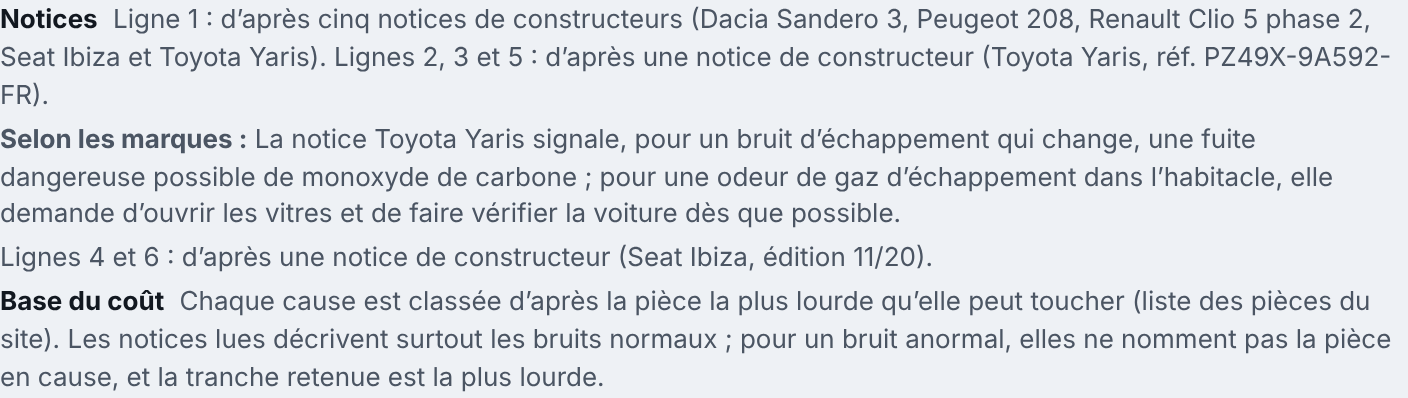 Notices Ligne 1 : d’après cinq notices de constructeurs (Dacia Sandero 3, Peugeot 208, Renault Clio 5 phase 2,
Seat Ibiza et Toyota Yaris). Lignes 2, 3 et 5 : d’après une notice de constructeur (Toyota Yaris, réf. PZ49X-9A592-
FR).
Selon les marques : La notice Toyota Yaris signale, pour un bruit d’échappement qui change, une fuite
dangereuse possible de monoxyde de carbone ; pour une odeur de gaz d’échappement dans l’habitacle, elle
demande d’ouvrir les vitres et de faire vérifier la voiture dès que possible.
Lignes 4 et 6 : d’après une notice de constructeur (Seat Ibiza, édition 11/20).
Base du coût Chaque cause est classée d’après la pièce la plus lourde qu’elle peut toucher (liste des pièces du
site). Les notices lues décrivent surtout les bruits normaux ; pour un bruit anormal, elles ne nomment pas la pièce
en cause, et la tranche retenue est la plus lourde.